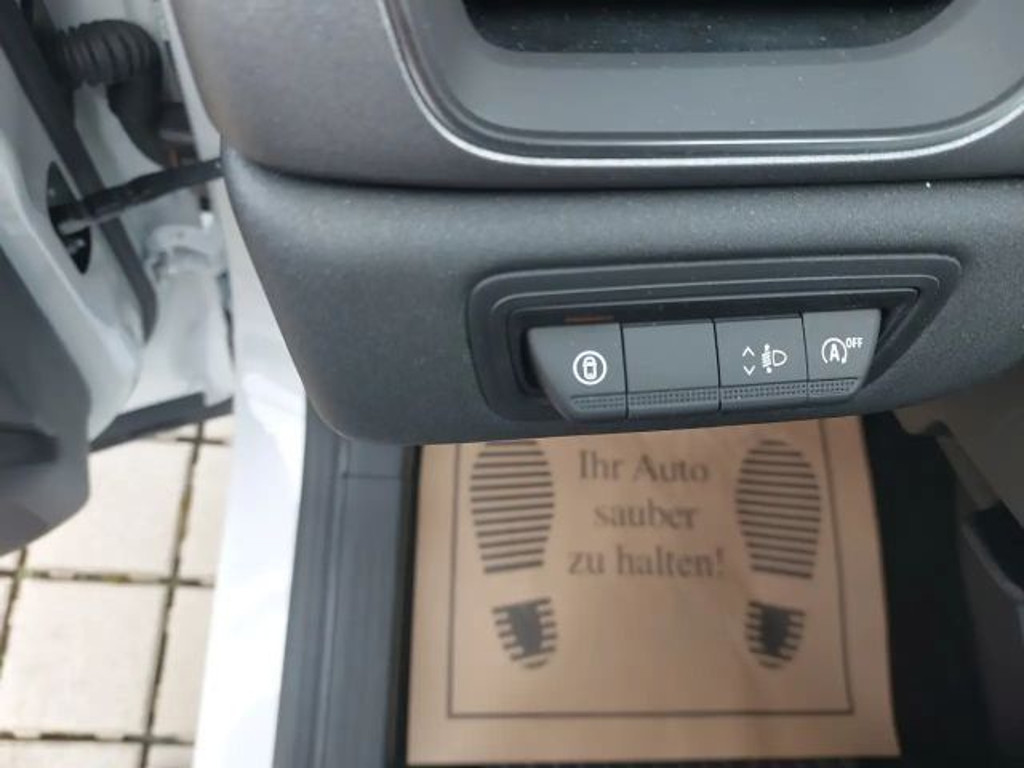 A OFF
Ihr Auto
sauber
zu halten!